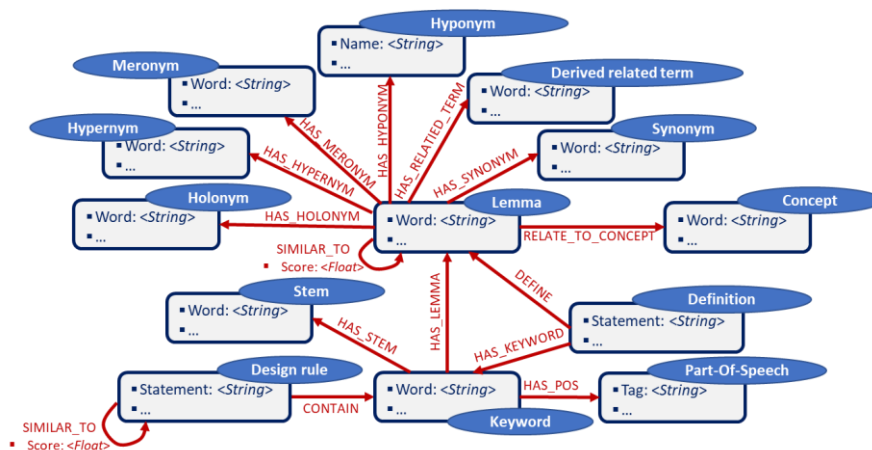 Hyponym
▪ Name: <String>
▪ ...
Meronym
▪ Word: <String>
▪ ...
Derived related term
▪ Word: <String>
▪ ...
Hypernym
▪ Word: <String>
▪ ...
Synonym
▪ Word: <String>
▪ ...
HAS_MERONYM
HAS_HYPONYM
HAS_RELATIED_TERM
HAS_HYPERNYM
HAS_SYNONYM
Holonym
▪ Word: <String>
▪ ...
HAS_HOLONYM
Lemma
▪ Word: <String>
▪ ...
RELATE_TO_CONCEPT
Concept
▪ Word: <String>
▪ ...
SIMILAR_TO
▪ Score: <Float>
Stem
▪ Word: <String>
▪ ...
HAS_STEM
HAS_LEMMA
DEFINE
HAS_KEYWORD
Definition
▪ Statement: <String>
▪ ...
Design rule
▪ Statement: <String>
▪ ...
CONTAIN
▪ Word: <String>
▪ ...
Keyword
HAS_POS
Part-Of-Speech
▪ Tag: <String>
▪ ...
SIMILAR_TO
▪ Score: <Float>